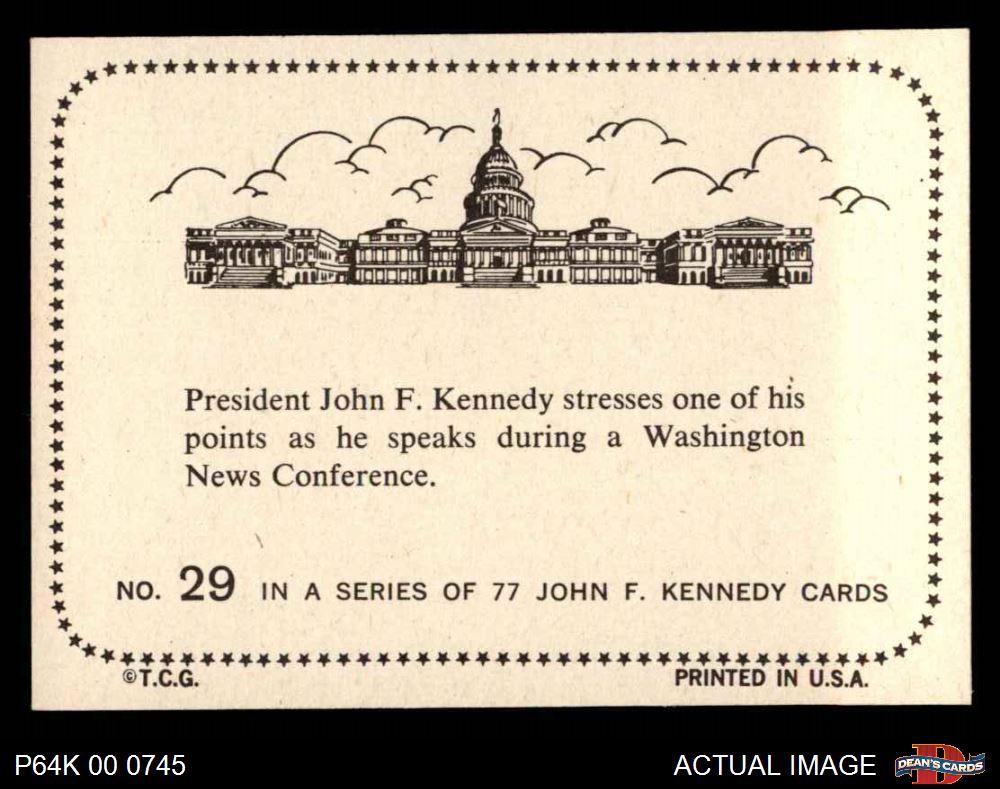 President John F. Kennedy stresses one of his
points as he speaks during a Washington
News Conference.
NO. 29 IN A SERIES OF 77 JOHN F. KENNEDY CARDS
©T.C.G. PRINTED IN U.S.A.
P64K 00 0745 ACTUAL IMAGE DEAN'S CARDS